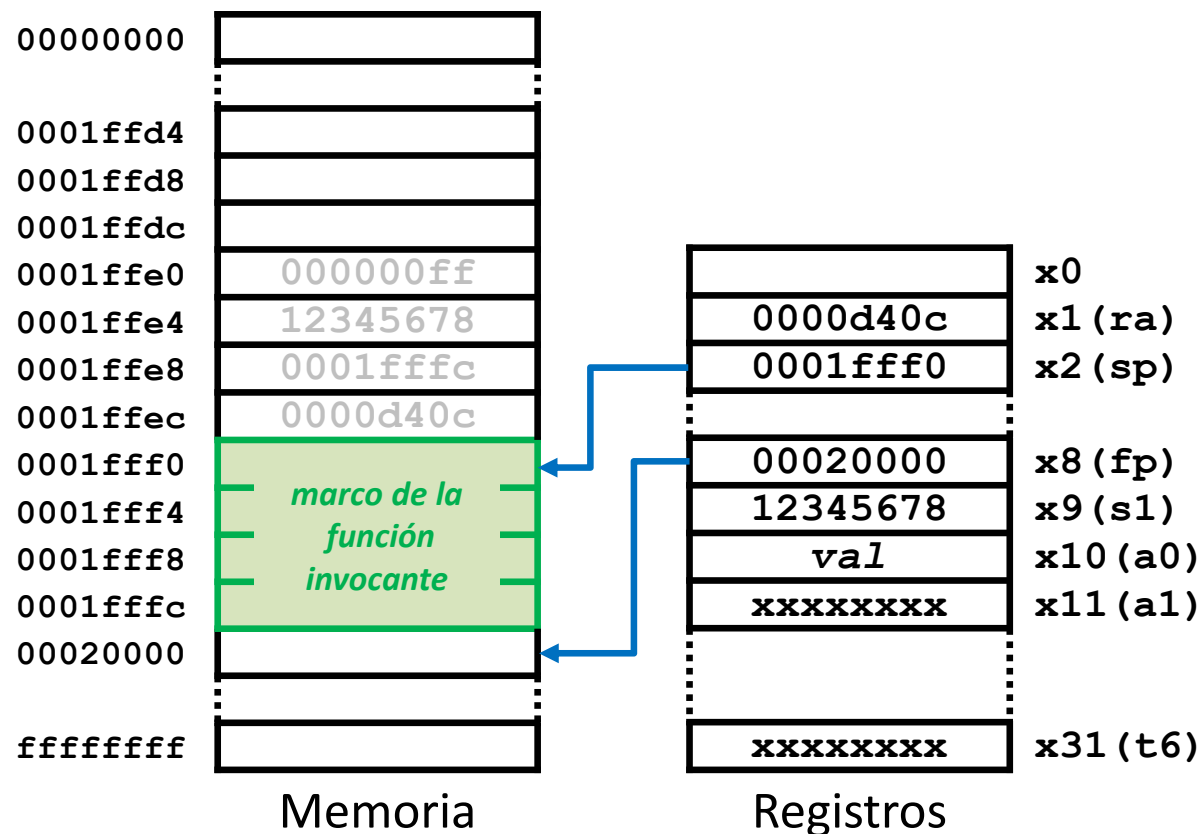 00000000
0001ffd4
0001ffd8
0001ffdc
0001ffe0 000000ff
0001ffe4 12345678
0001ffe8 0001fffc
0001ffec 0000d40c
0001fff0
0001fff4
0001fff8
0001fffc
marco de la
función
invocante
00020000
ffffffff
Memoria
x0
0000d40c x1(ra)
0001fff0 x2(sp)
00020000 x8(fp)
12345678 x9(s1)
val x10(a0)
xxxxxxxx x11(a1)
xxxxxxxx x31(t6)
Registros